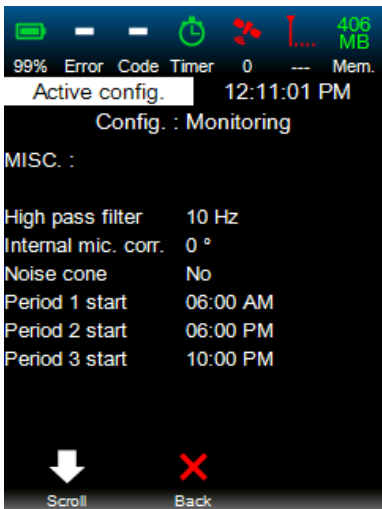 406
MB
99% Error Code Timer 0 --- Mem.
Active config. 12:11:01 PM
Config. : Monitoring
MISC. :
High pass filter 10 Hz
Internal mic. corr. 0 °
Noise cone No
Period 1 start 06:00 AM
Period 2 start 06:00 PM
Period 3 start 10:00 PM
Scroll Back